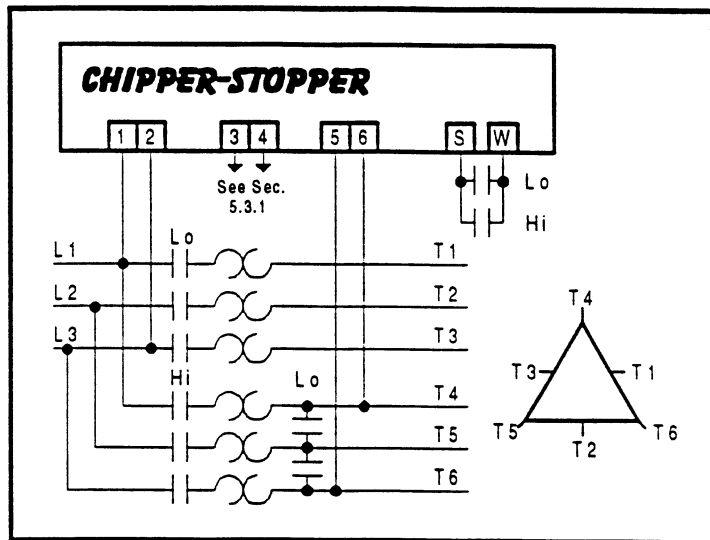 CHIPPER-STOPPER
1 2 3 4 5 6 S W
See Sec.
5.3.1
Lo
Hi
Lo
L1 T1
L2 T2
L3 T3
Hi Lo
T4
T5
T6
T4
T3 T1
T5 T2 T6